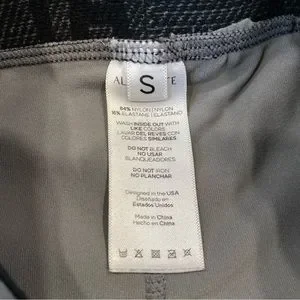 S
84% NYLON | NYLON
16% ELASTANE | ELASTANO
WASH INSIDE OUT WITH
LIKE COLORS
LAVAR DEL REVES CON
COLORES SIMILARES
DO NOT BLEACH
NO USAR
BLANQUEADORES
DO NOT IRON
NO PLANCHAR
Designed in the USA
Diseñado en
Estados Unidos
Made in China
Hecho en China